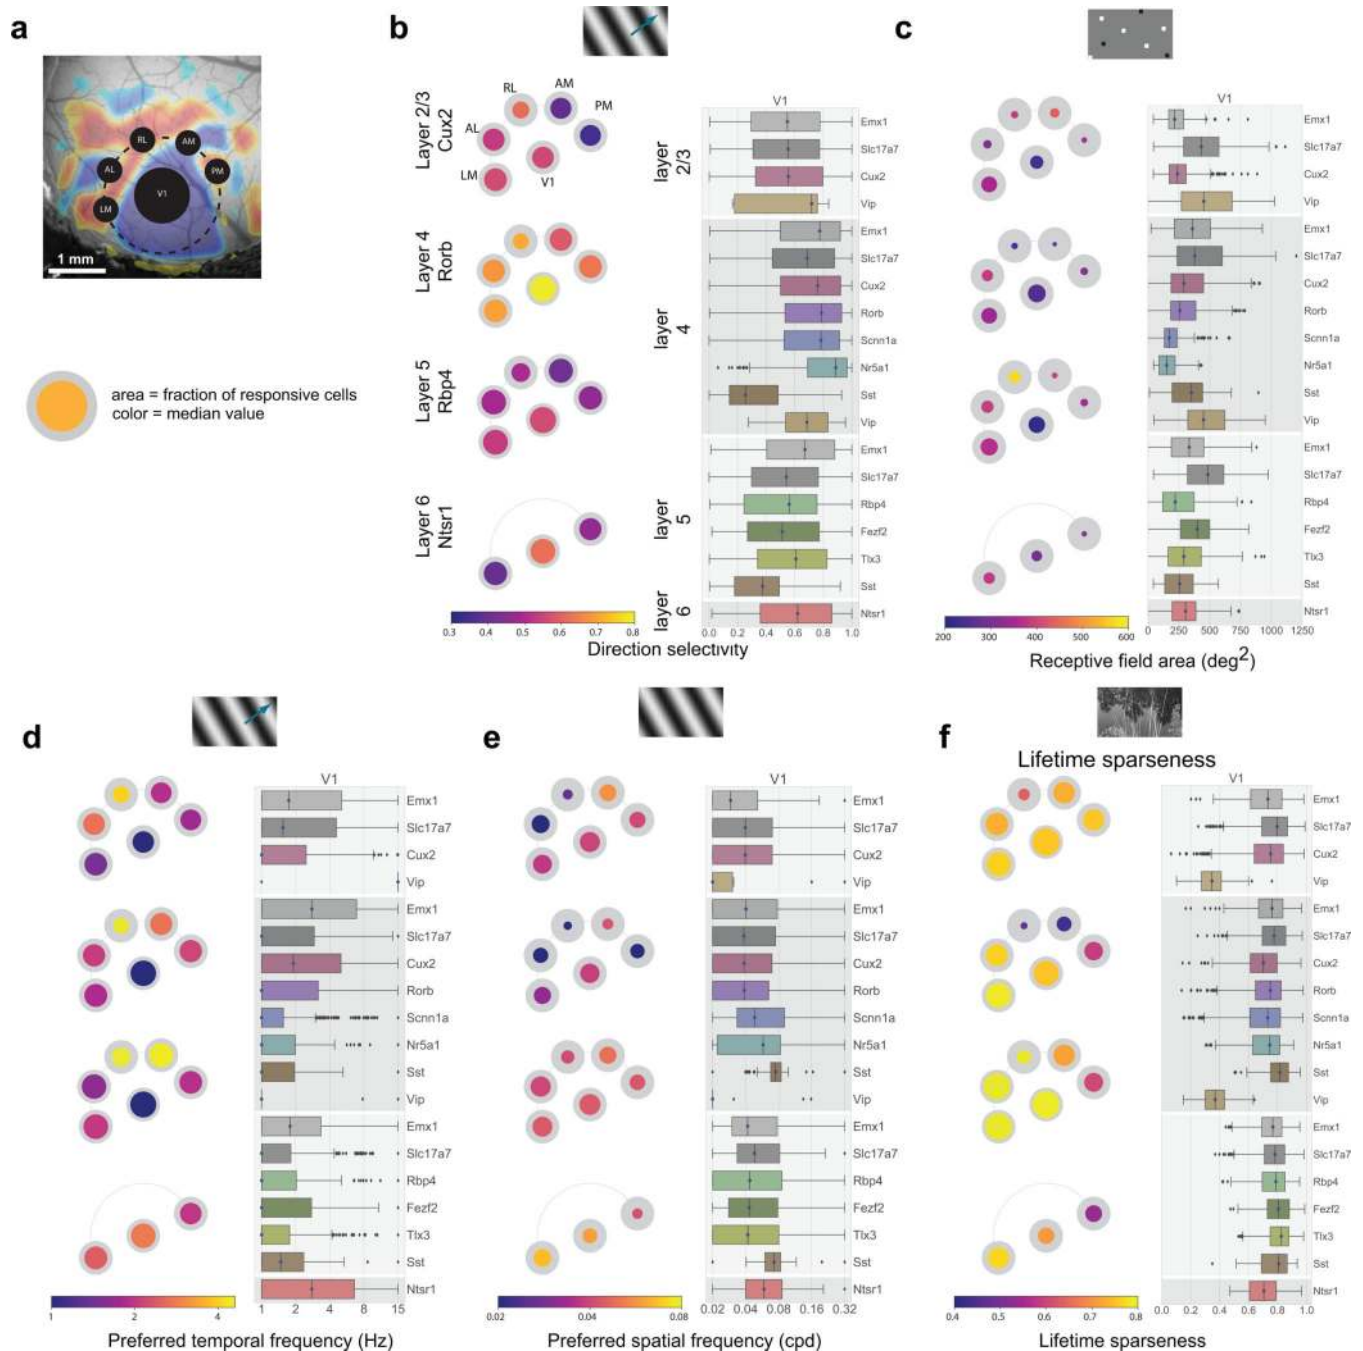 a
b
c
RL
AM
AL
PM
V1
LM
1 mm
area = fraction of responsive cells
color = median value
Layer 2/3
Cux2
Layer 4
Rorb
Layer 5
Rbp4
Layer 6
Ntsr1
RL
AM
PM
AL
LM
V1
0.3 0.4 0.5 0.6 0.7 0.8
V1
layer
2/3
Emx1
Slc17a7
Cux2
Vip
layer
4
Emx1
Slc17a7
Cux2
Rorb
Scnn1a
Nr5a1
Sst
Vip
layer
5
Emx1
Slc17a7
Rbp4
Fezf2
Tlx3
Sst
layer
6
Ntsr1
0.0 0.2 0.4 0.6 0.8 1.0
Direction selectivity
V1
Emx1
Slc17a7
Cux2
Vip
Emx1
Slc17a7
Cux2
Rorb
Scnn1a
Nr5a1
Sst
Vip
Emx1
Slc17a7
Rbp4
Fezf2
Tlx3
Sst
Ntsr1
200 300 400 500 600
0 250 500 750 1000 1250
Receptive field area (deg2)
d
V1
Emx1
Slc17a7
Cux2
Vip
Emx1
Slc17a7
Cux2
Rorb
Scnn1a
Nr5a1
Sst
Vip
Emx1
Slc17a7
Rbp4
Fezf2
Tlx3
Sst
Ntsr1
1 2 4
1 2 4 8 15
Preferred temporal frequency (Hz)
e
V1
Emx1
Slc17a7
Cux2
Vip
Emx1
Slc17a7
Cux2
Rorb
Scnn1a
Nr5a1
Sst
Vip
Emx1
Slc17a7
Rbp4
Fezf2
Tlx3
Sst
Ntsr1
0.02 0.04 0.08
0.02 0.04 0.08 0.16 0.32
Preferred spatial frequency (cpd)
f
Lifetime sparseness
V1
Emx1
Slc17a7
Cux2
Vip
Emx1
Slc17a7
Cux2
Rorb
Scnn1a
Nr5a1
Sst
Vip
Emx1
Slc17a7
Rbp4
Fezf2
Tlx3
Sst
Ntsr1
0.4 0.5 0.6 0.7 0.8
0.0 0.2 0.4 0.6 0.8 1.0
Lifetime sparseness